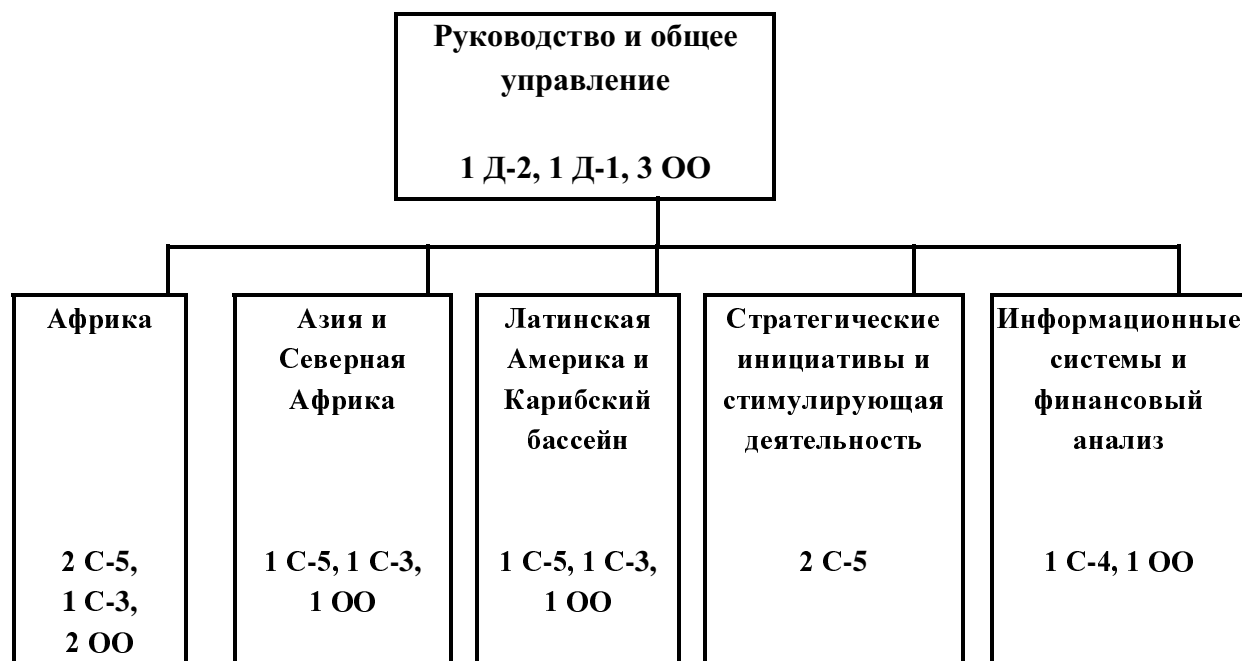 Руководство и общее
управление
1 Д-2, 1 Д-1, 3 ОО
Африка
2 С-5,
1 С-3,
2 ОО
Азия и
Северная
Африка
1 С-5, 1 С-3,
1 ОО
Латинская
Америка и
Карибский
бассейн
1 С-5, 1 С-3,
1 ОО
Стратегические
инициативы и
стимулирующая
деятельность
2 С-5
Информационные
системы и
финансовый
анализ
1 С-4, 1 ОО